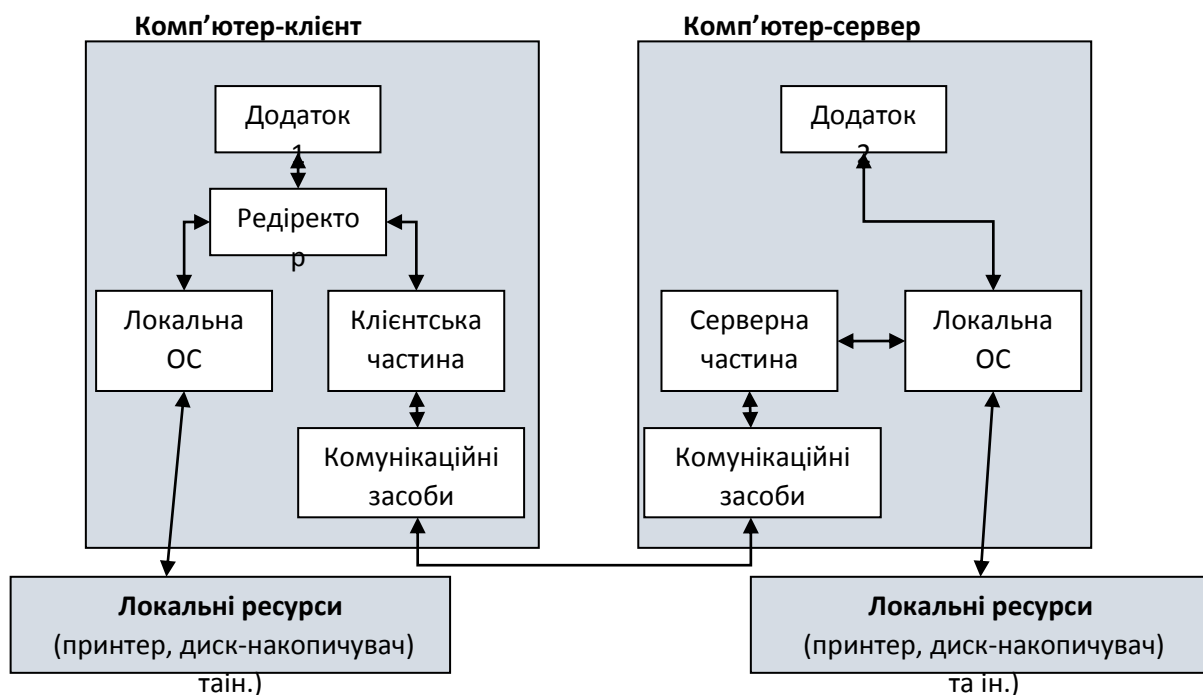 Комп’ютер-клієнт
Комп’ютер-сервер
Додаток
1
Додаток
2
Редіректо
р
Локальна
ОС
Клієнтська
частина
Серверна
частина
Локальна
ОС
Комунікаційні
засоби
Комунікаційні
засоби
Локальні ресурси
(принтер, диск-накопичувач)
таін.)
Локальні ресурси
(принтер, диск-накопичувач)
та ін.)